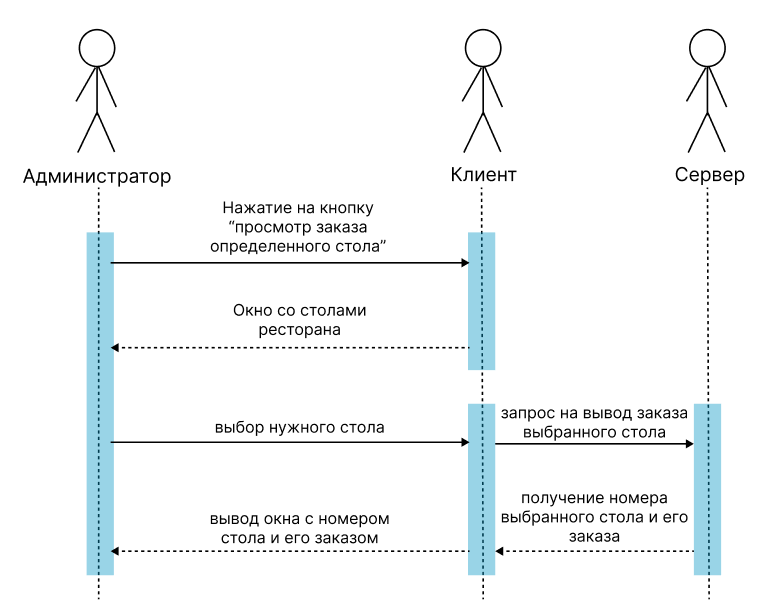 Администратор
Клиент
Сервер
Нажатие на кнопку
“просмотр заказа
определенного стола”
Окно со столами
ресторана
выбор нужного стола
запрос на вывод заказа
выбранного стола
вывод окна с номером
стола и его заказом
получение номера
выбранного стола и его
заказа